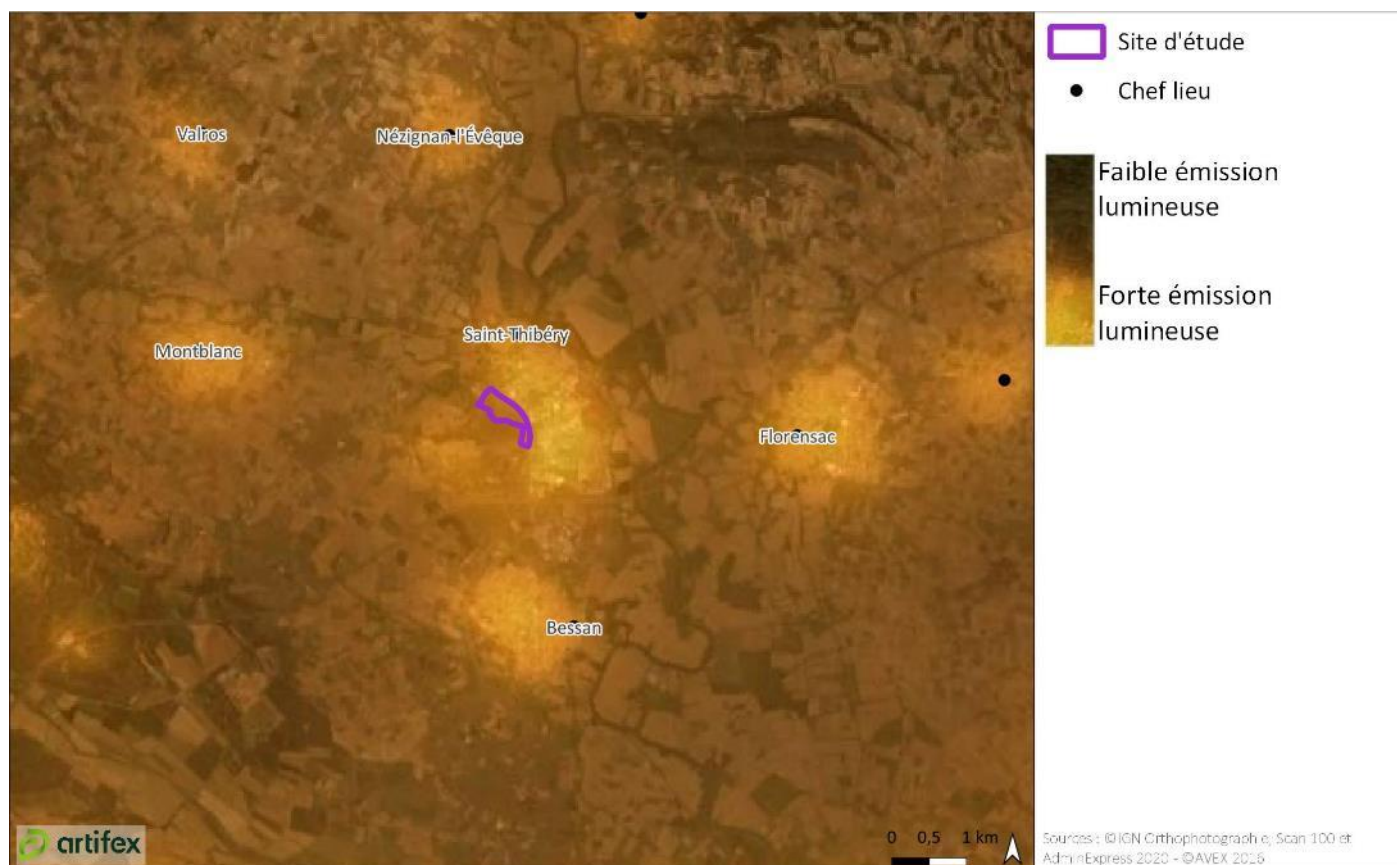 Valros
Nézignan-l'Évêque
Saint-Thibéry
Montblanc
Florensac
Bessan
artifex
0 0,5 1 km
Site d'étude
Chef lieu
Faible émission
lumineuse
Forte émission
lumineuse
Sources : ©IGN Orthophotographie, Scan 100 et
AdminExpress 2020 - ©AVEX 2016